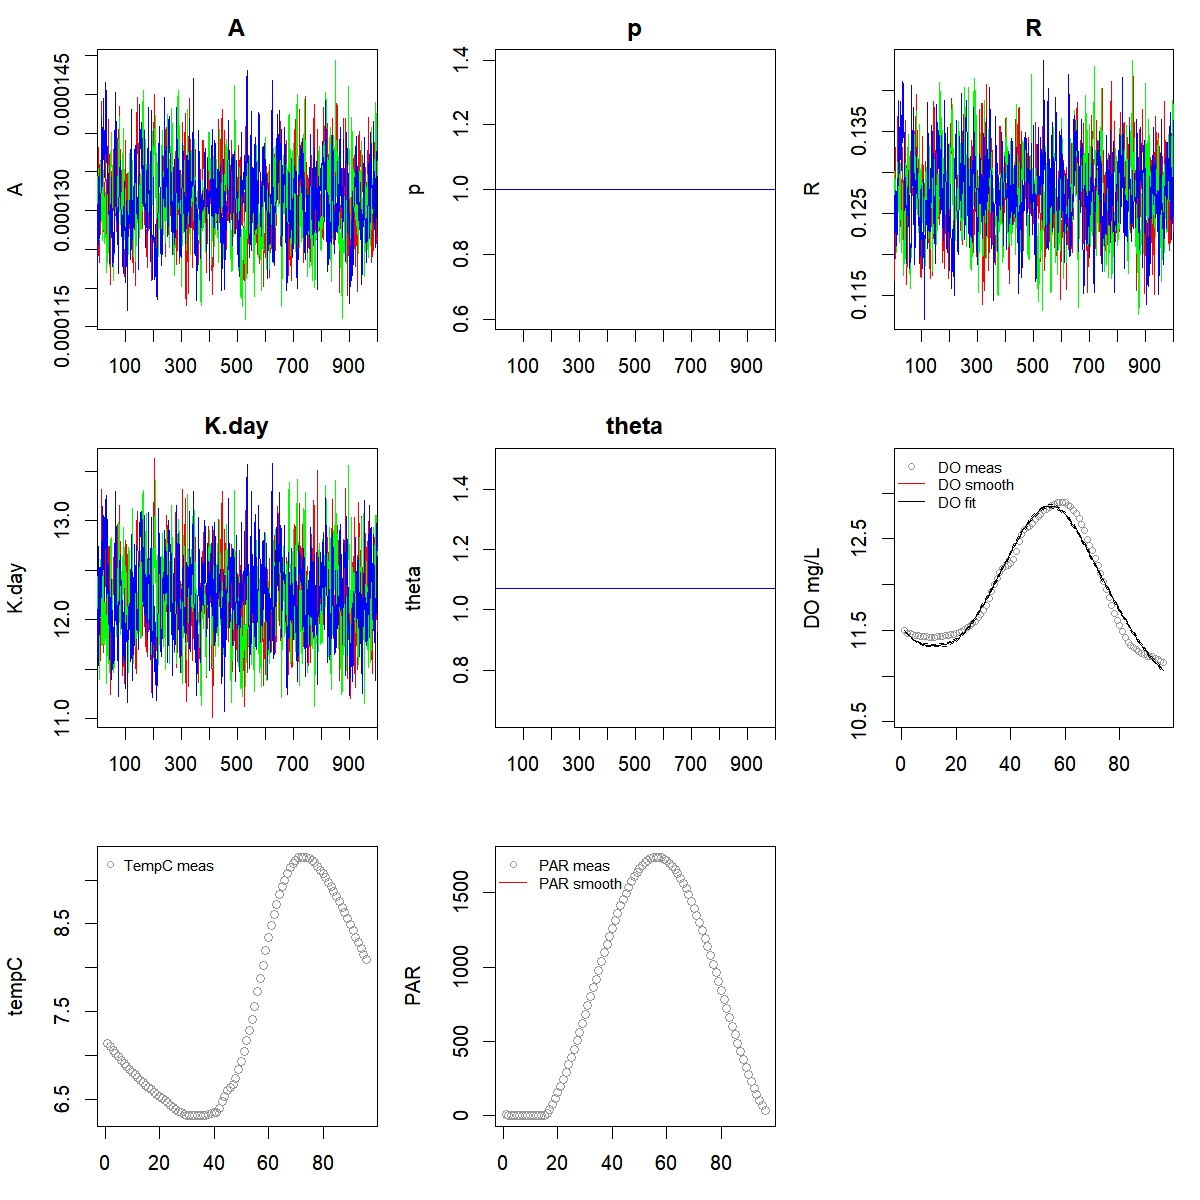 A
A
0.000115 0.000130 0.000145
100 300 500 700 900
p
p
0.6 0.8 1.0 1.2 1.4
100 300 500 700 900
R
R
0.115 0.125 0.135
100 300 500 700 900
K.day
K.day
11.0 12.0 13.0
100 300 500 700 900
theta
theta
0.8 1.0 1.2 1.4
100 300 500 700 900
DO mg/L
10.5 11.5 12.5
DO meas
DO smooth
DO fit
0 20 40 60 80
tempC
6.5 7.5 8.5
TempC meas
0 20 40 60 80
PAR
0 500 1000 1500
PAR meas
PAR smooth
0 20 40 60 80